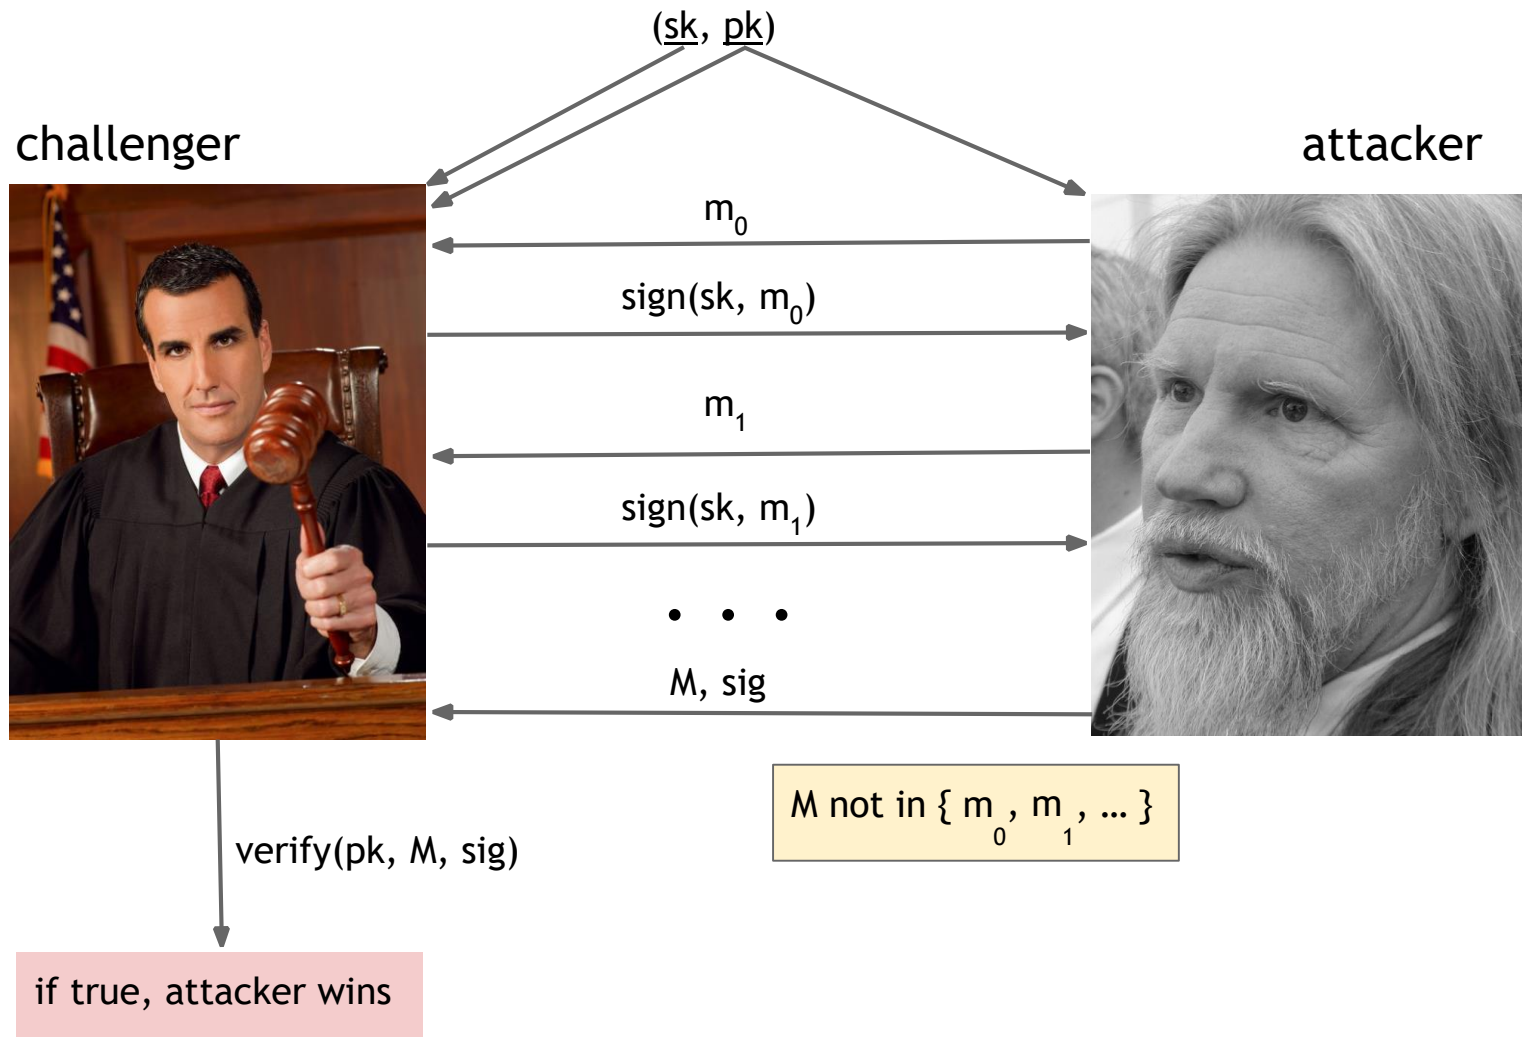 (sk, pk)
challenger
attacker
m0
sign(sk, m0)
m1
sign(sk, m1)
. . .
M, sig
M not in { m0, m1, … }
verify(pk, M, sig)
if true, attacker wins